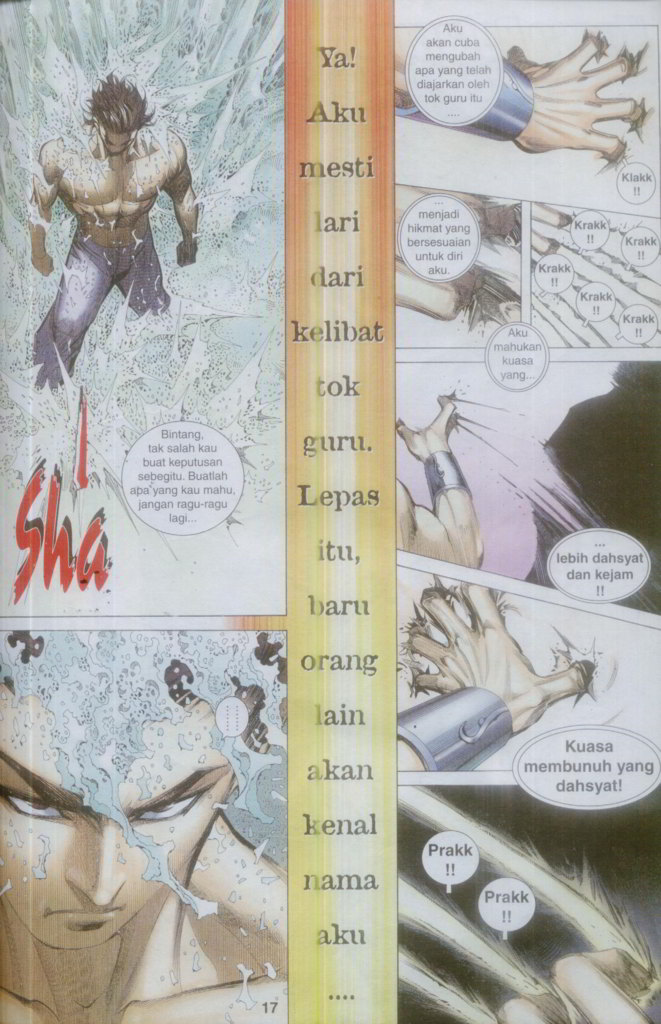 Sha
Bintang,
tak salah kau
buat keputusan
sebegitu. Buatlah
apa yang kau mahu,
jangan ragu-ragu
lagi...
......
17
Ya!
Aku
mesti
lari
dari
kelibat
tok
guru.
Lepas
itu,
baru
orang
lain
akan
kenal
nama
aku
....
Aku
akan cuba
mengubah
apa yang telah
diajarkan oleh
tok guru itu
....
Klakk
!!
...
menjadi
hikmat yang
bersesuaian
untuk diri
aku.
Krakk
!!
Krakk
!!
Krakk
!!
Krakk
!!
Krakk
!!
Aku
mahukan
kuasa
yang...
...
lebih dahsyat
dan kejam
!!
Kuasa
membunuh yang
dahsyat!
Prakk
!!
Prakk
!!